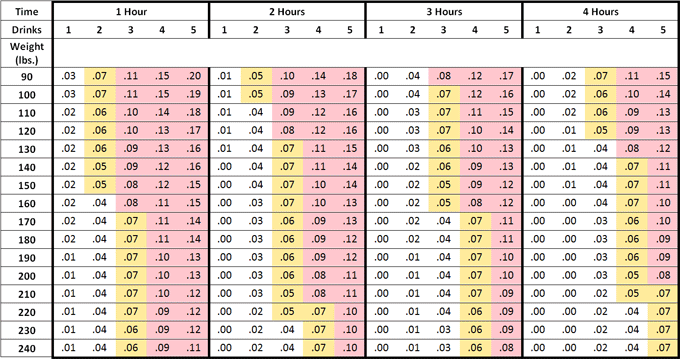 Time 1 Hour 2 Hours 3 Hours 4 Hours
Drinks 1 2 3 4 5 1 2 3 4 5 1 2 3 4 5 1 2 3 4 5
Weight
(lbs.)
90 .03 .07 .11 .15 .20 .01 .05 .10 .14 .18 .00 .04 .08 .12 .17 .00 .02 .07 .11 .15
100 .03 .07 .11 .15 .19 .01 .05 .09 .13 .17 .00 .04 .07 .12 .16 .00 .02 .06 .10 .14
110 .02 .06 .10 .14 .18 .01 .04 .09 .12 .16 .00 .03 .07 .11 .15 .00 .02 .06 .09 .13
120 .02 .06 .10 .13 .17 .01 .04 .08 .12 .16 .00 .03 .07 .10 .14 .00 .02 .05 .09 .13
130 .02 .06 .09 .13 .16 .00 .04 .07 .11 .15 .00 .02 .06 .10 .13 .00 .01 .04 .08 .12
140 .02 .05 .09 .12 .16 .00 .04 .07 .11 .14 .00 .02 .06 .09 .13 .00 .01 .04 .07 .11
150 .02 .05 .08 .12 .15 .00 .03 .07 .10 .14 .00 .02 .05 .09 .12 .00 .01 .04 .07 .11
160 .02 .04 .08 .11 .15 .00 .03 .07 .10 .13 .00 .02 .05 .08 .12 .00 .00 .04 .07 .10
170 .02 .04 .07 .11 .14 .00 .03 .06 .09 .13 .00 .02 .04 .07 .11 .00 .00 .03 .06 .10
180 .02 .04 .07 .11 .14 .00 .03 .06 .09 .12 .00 .02 .04 .07 .11 .00 .00 .03 .06 .09
190 .01 .04 .07 .10 .13 .00 .03 .06 .09 .12 .00 .01 .04 .07 .10 .00 .00 .03 .06 .09
200 .01 .04 .07 .10 .13 .00 .03 .06 .08 .11 .00 .01 .04 .07 .10 .00 .00 .03 .05 .08
210 .01 .04 .07 .10 .12 .00 .03 .05 .08 .11 .00 .01 .04 .07 .09 .00 .00 .02 .05 .07
220 .01 .04 .07 .09 .12 .00 .02 .05 .07 .10 .00 .01 .04 .06 .09 .00 .00 .02 .04 .07
230 .01 .04 .06 .09 .12 .00 .02 .04 .07 .10 .00 .01 .03 .06 .09 .00 .00 .02 .04 .07
240 .01 .04 .06 .09 .11 .00 .02 .04 .07 .10 .00 .01 .03 .06 .08 .00 .00 .02 .04 .07